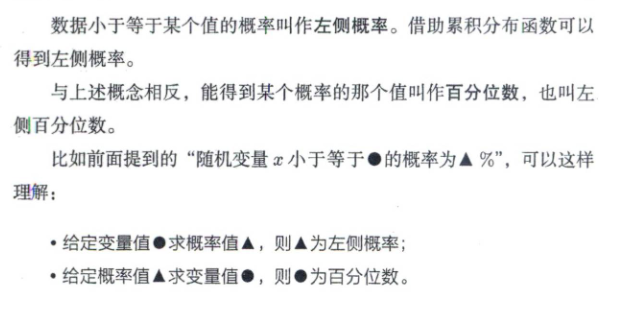 数据小于等于某个值的概率叫作左侧概率。借助累积分布函数可以
得到左侧概率。
与上述概念相反，能得到某个概率的那个值叫作百分位数，也叫左
侧百分位数。
比如前面提到的“随机变量 x 小于等于●的概率为▲ %”，可以这样
理解：
• 给定变量值●求概率值▲，则▲为左侧概率；
• 给定概率值▲求变量值●，则●为百分位数。